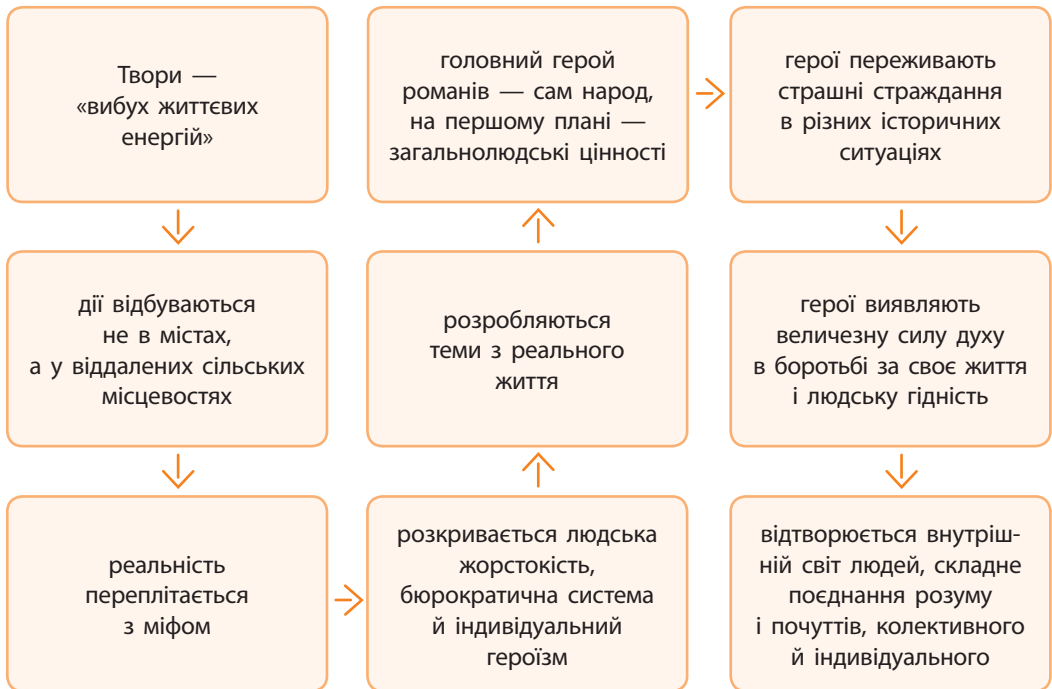 Твори —
«вибух життєвих
енергій»
дії відбуваються
не в містах,
а у віддалених сільських
місцевостях
реальність
переплітається
з міфом
розкривається людська
жорстокість,
бюрократична система
й індивідуальний
героїзм
розробляються
теми з реального
життя
головний герой
романів — сам народ,
на першому плані —
загальнолюдські цінності
герої переживають
страшні страждання
в різних історичних
ситуаціях
герої виявляють
величезну силу духу
в боротьбі за своє життя
і людську гідність
відтворюється внутріш-
ній світ людей, складне
поєднання розуму
і почуттів, колективного
й індивідуального